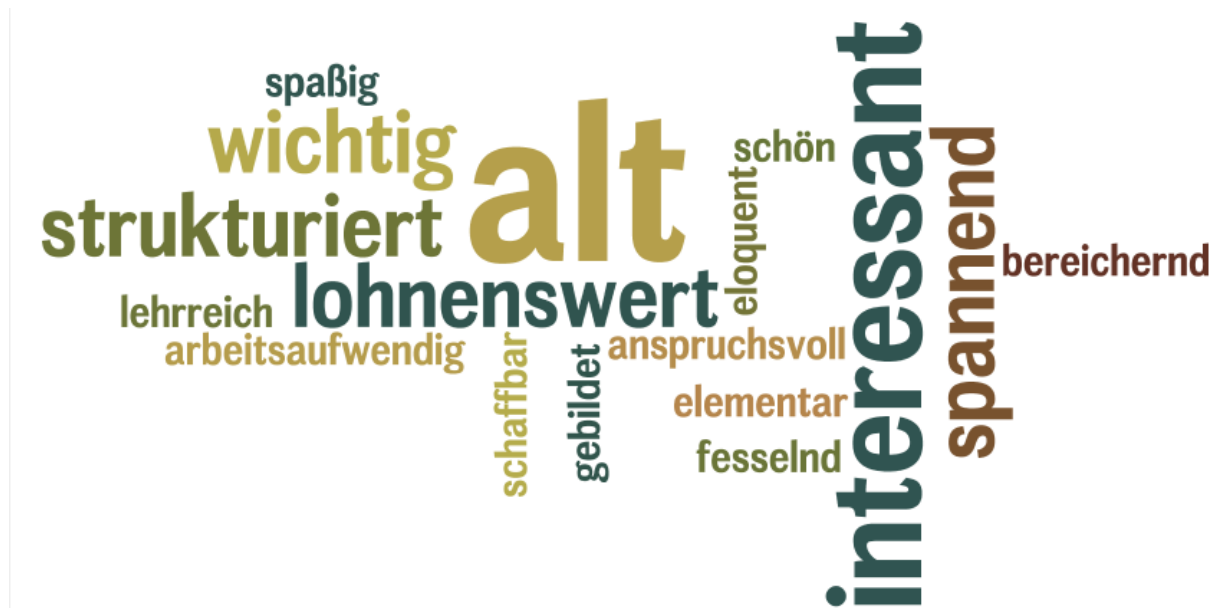 spaßig
wichtig
alt
strukturiert
lohnenswert
lehrreich
arbeitsaufwendig
schaffbar
gebildet
anspruchsvoll
elementar
fesselnd
schön
eloquent
interessant
spannend
bereichernd